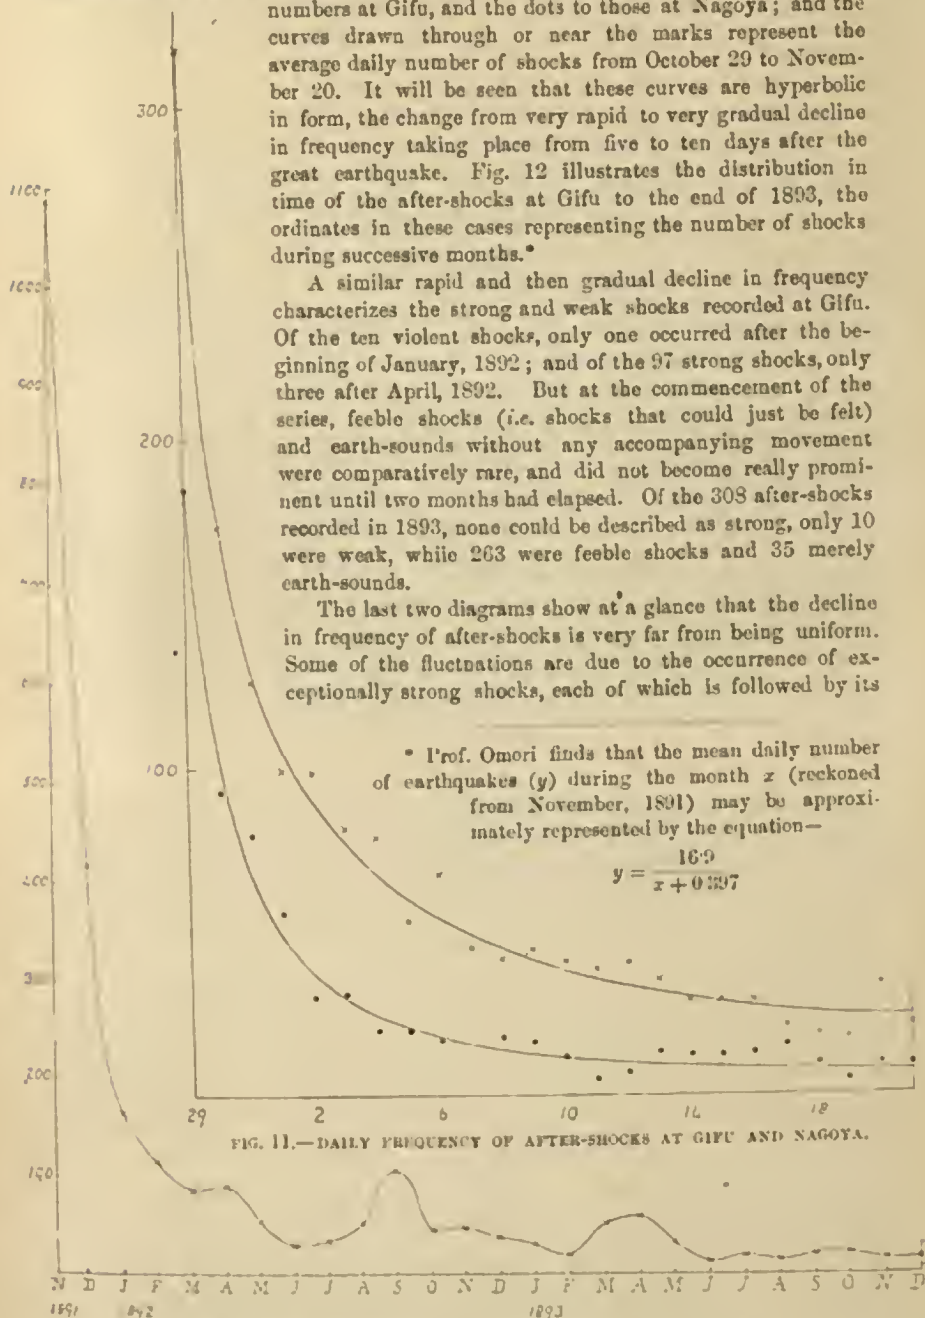 numbers at Gifu, and the dots to those at Nagoya; and the
curves drawn through or near the marks represent the
average daily number of shocks from October 29 to Novem-
ber 20. It will be seen that these curves are hyperbolic
in form, the change from very rapid to very gradual decline
in frequency taking place from five to ten days after the
great earthquake. Fig. 12 illustrates the distribution in
time of the after-shocks at Gifu to the end of 1893, the
ordinates in these cases representing the number of shocks
during successive months.*
A similar rapid and then gradual decline in frequency
characterizes the strong and weak shocks recorded at Gifu.
Of the ten violent shocks, only one occurred after the be-
ginning of January, 1892; and of the 97 strong shocks, only
three after April, 1892. But at the commencement of the
series, feeble shocks (i.e. shocks that could just be felt)
and earth-sounds without any accompanying movement
were comparatively rare, and did not become really promi-
nent until two months had elapsed. Of the 308 after-shocks
recorded in 1893, none could be described as strong, only 10
were weak, while 263 were feeble shocks and 35 merely
earth-sounds.
The last two diagrams show at a glance that the decline
in frequency of after-shocks is very far from being uniform.
Some of the fluctuations are due to the occurrence of ex-
ceptionally strong shocks, each of which is followed by its
* Prof. Omori finds that the mean daily number
of earthquakes (y) during the month x (reckoned
from November, 1891) may be approxi-
mately represented by the equation—
y = 16·9 / x + 0·397
300
200
100
29 2 6 10 14 18
FIG. 11.—DAILY FREQUENCY OF AFTER-SHOCKS AT GIFU AND NAGOYA.
1100
1000
900
500
400
200
100
N D J F M A M J J A S O N D J F M A M J J A S O N D
1891 1893